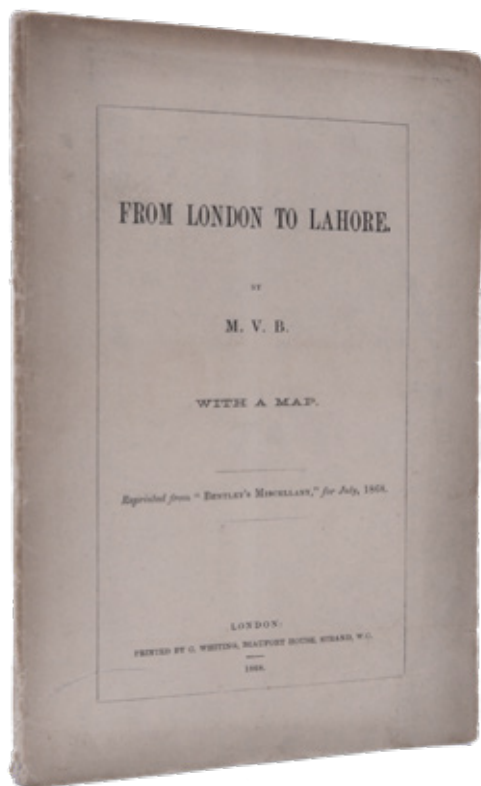 FROM LONDON TO LAHORE.
BY
M. V. B.
WITH A MAP.
Reprinted from "BENTLEY'S MISCELLANY," for July, 1868.
LONDON:
PRINTED BY C. WHITING, BEAUFORT HOUSE, STRAND, W.C.
1868.